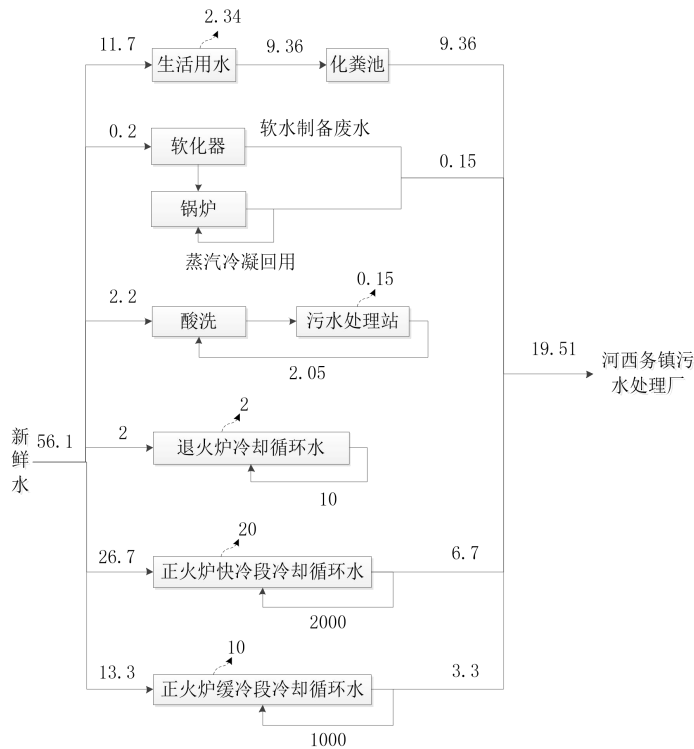 2.34
11.7
生活用水
9.36
化粪池
9.36
0.2
软化器
软水制备废水
0.15
锅炉
蒸汽冷凝回用
2.2
酸洗
0.15
污水处理站
2.05
19.51
河西务镇污
水处理厂
新
鲜
水
56.1
2
2
退火炉冷却循环水
10
26.7
20
正火炉快冷段冷却循环水
6.7
2000
13.3
10
正火炉缓冷段冷却循环水
3.3
1000